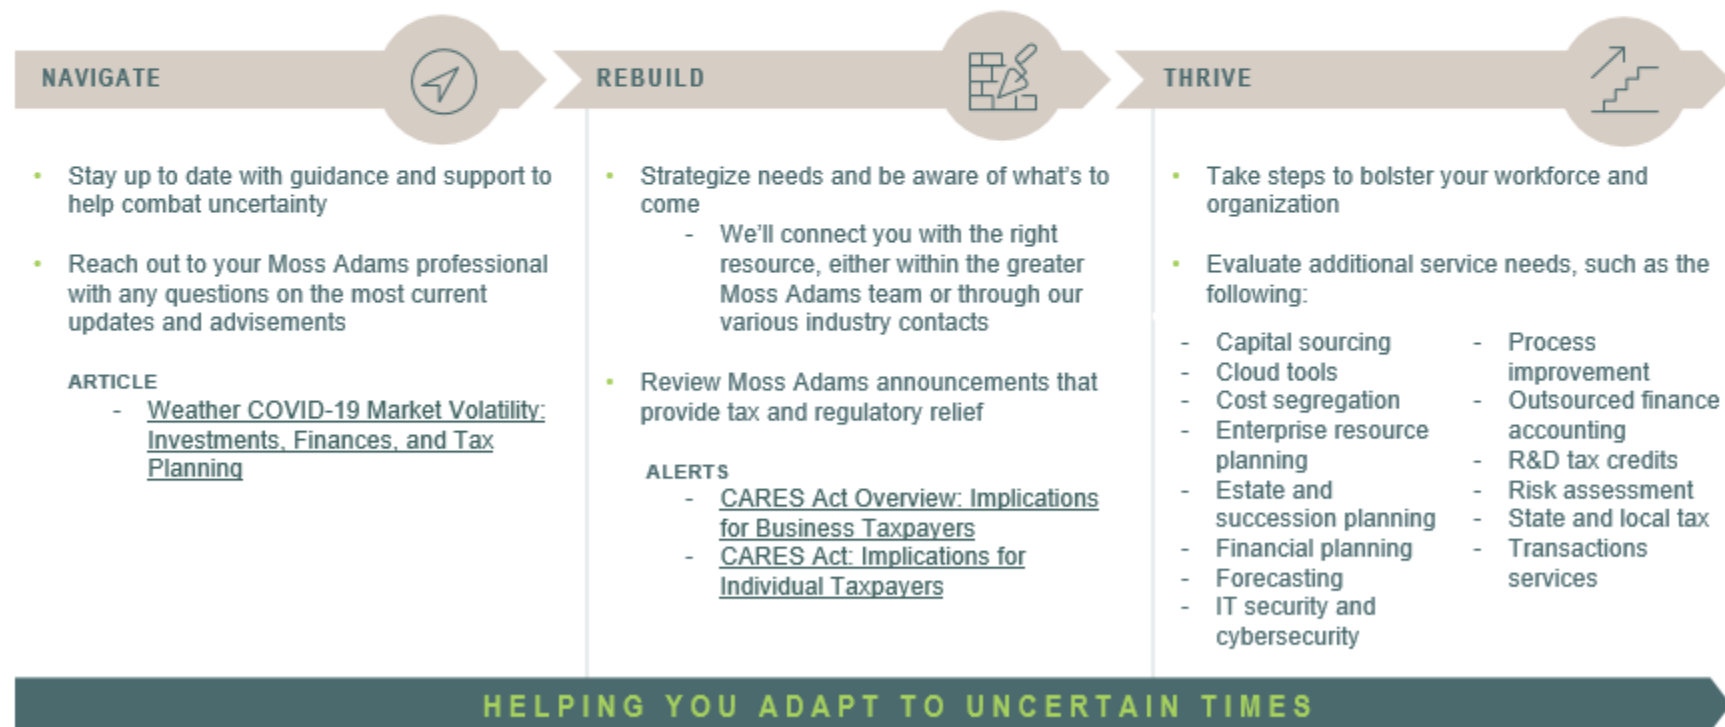 NAVIGATE
• Stay up to date with guidance and support to
help combat uncertainty
• Reach out to your Moss Adams professional
with any questions on the most current
updates and advisements
ARTICLE
- Weather COVID-19 Market Volatility:
Investments, Finances, and Tax
Planning
REBUILD
• Strategize needs and be aware of what's to
come
- We'll connect you with the right
resource, either within the greater
Moss Adams team or through our
various industry contacts
• Review Moss Adams announcements that
provide tax and regulatory relief
ALERTS
- CARES Act Overview: Implications
for Business Taxpayers
- CARES Act: Implications for
Individual Taxpayers
THRIVE
• Take steps to bolster your workforce and
organization
• Evaluate additional service needs, such as the
following:
- Capital sourcing
- Cloud tools
- Cost segregation
- Enterprise resource
planning
- Estate and
succession planning
- Financial planning
- Forecasting
- IT security and
cybersecurity
- Process
improvement
- Outsourced finance
accounting
- R&D tax credits
- Risk assessment
- State and local tax
- Transactions
services
HELPING YOU ADAPT TO UNCERTAIN TIMES